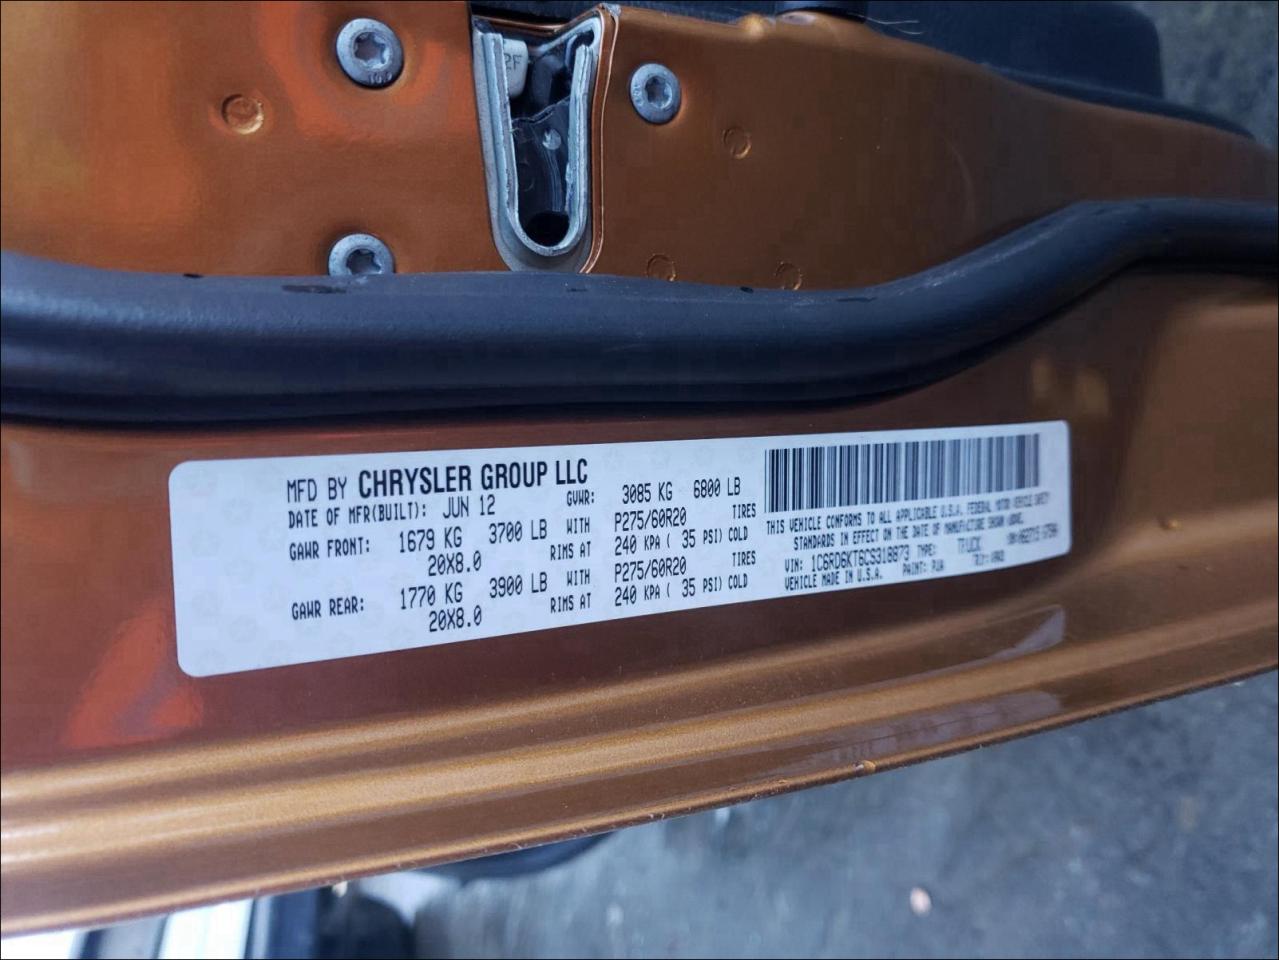 MFD BY CHRYSLER GROUP LLC
DATE OF MFR(BUILT): JUN 12 GVWR: 3085 KG 6800 LB
GAWR FRONT: 1679 KG 3700 LB WITH P275/60R20 TIRES
20X8.0 RIMS AT 240 KPA ( 35 PSI) COLD
GAWR REAR: 1770 KG 3900 LB WITH P275/60R20 TIRES
20X8.0 RIMS AT 240 KPA ( 35 PSI) COLD
THIS VEHICLE CONFORMS TO ALL APPLICABLE U.S.A. FEDERAL MOTOR VEHICLE SAFETY
STANDARDS IN EFFECT ON THE DATE OF MANUFACTURE SHOWN ABOVE.
VIN: 1C6RD6KT6CS318873 TYPE: TRUCK
VEHICLE MADE IN U.S.A. PAINT: PUA